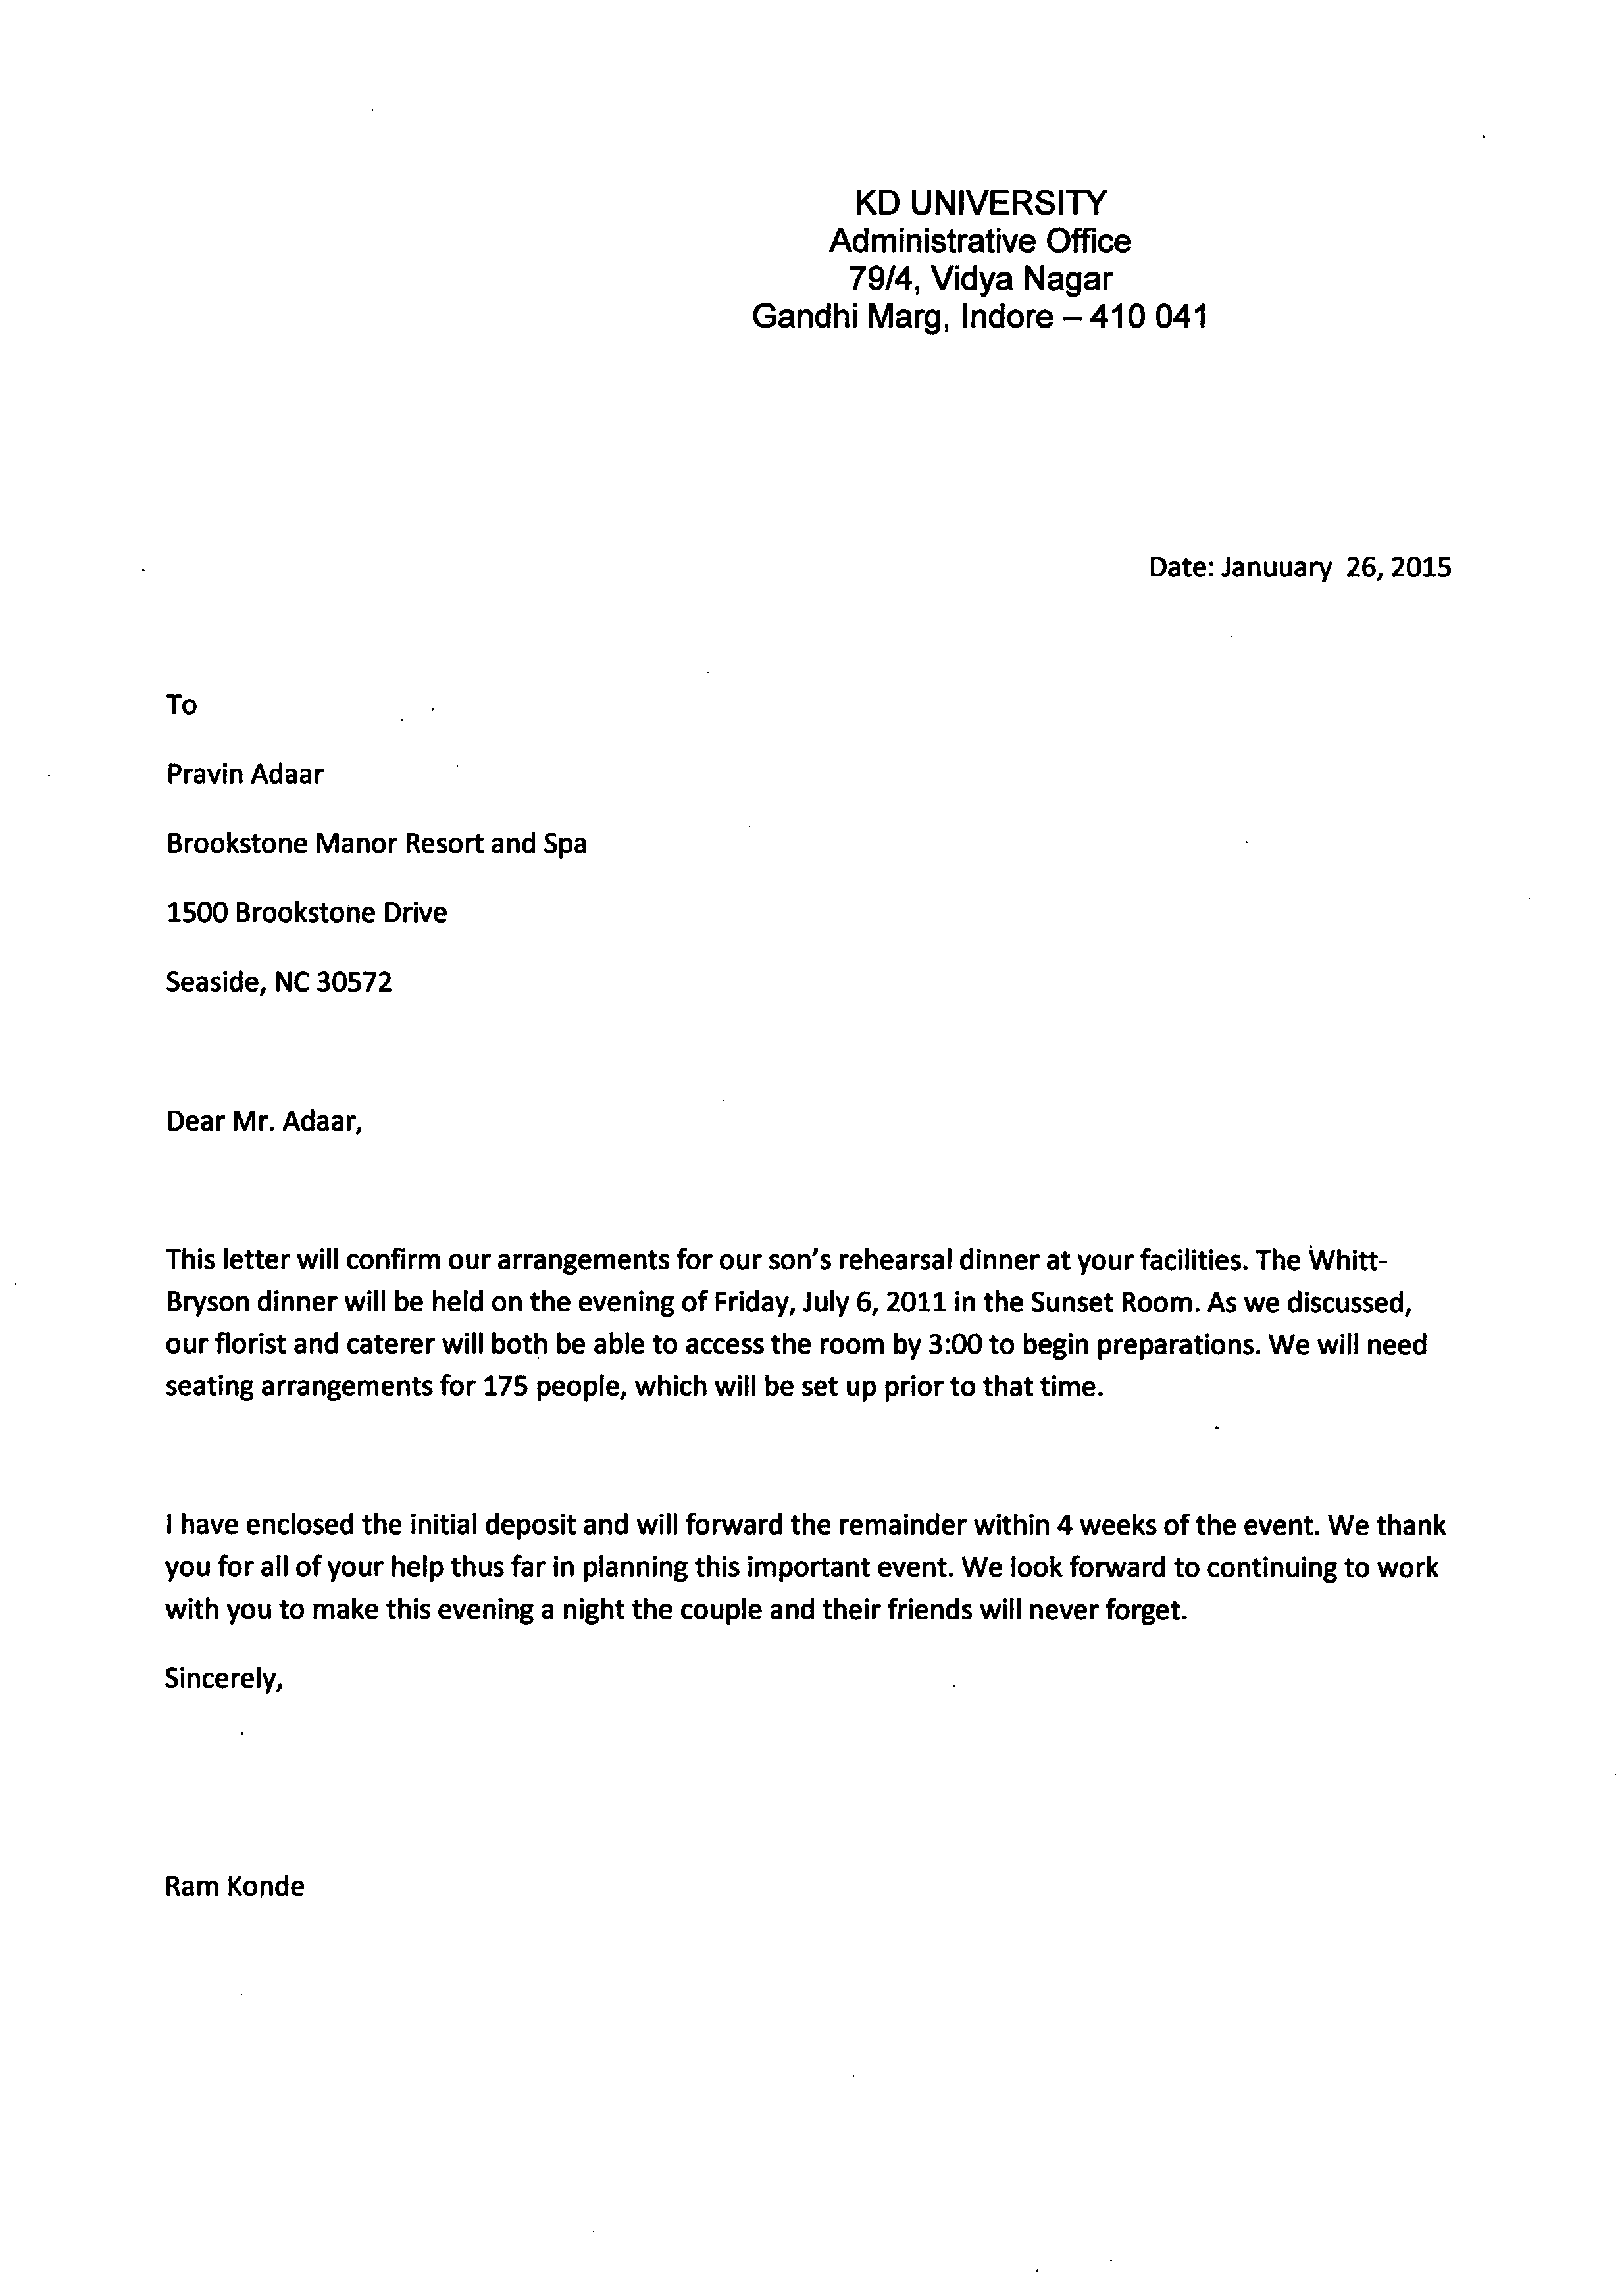 KD UNIVERSITY
Administrative Office
79/4, Vidya Nagar
Gandhi Marg, Indore – 410 041
Date: Januuary 26, 2015
To
Pravin Adaar
Brookstone Manor Resort and Spa
1500 Brookstone Drive
Seaside, NC 30572
Dear Mr. Adaar,
This letter will confirm our arrangements for our son's rehearsal dinner at your facilities. The Whitt-
Bryson dinner will be held on the evening of Friday, July 6, 2011 in the Sunset Room. As we discussed,
our florist and caterer will both be able to access the room by 3:00 to begin preparations. We will need
seating arrangements for 175 people, which will be set up prior to that time.
I have enclosed the initial deposit and will forward the remainder within 4 weeks of the event. We thank
you for all of your help thus far in planning this important event. We look forward to continuing to work
with you to make this evening a night the couple and their friends will never forget.
Sincerely,
Ram Konde